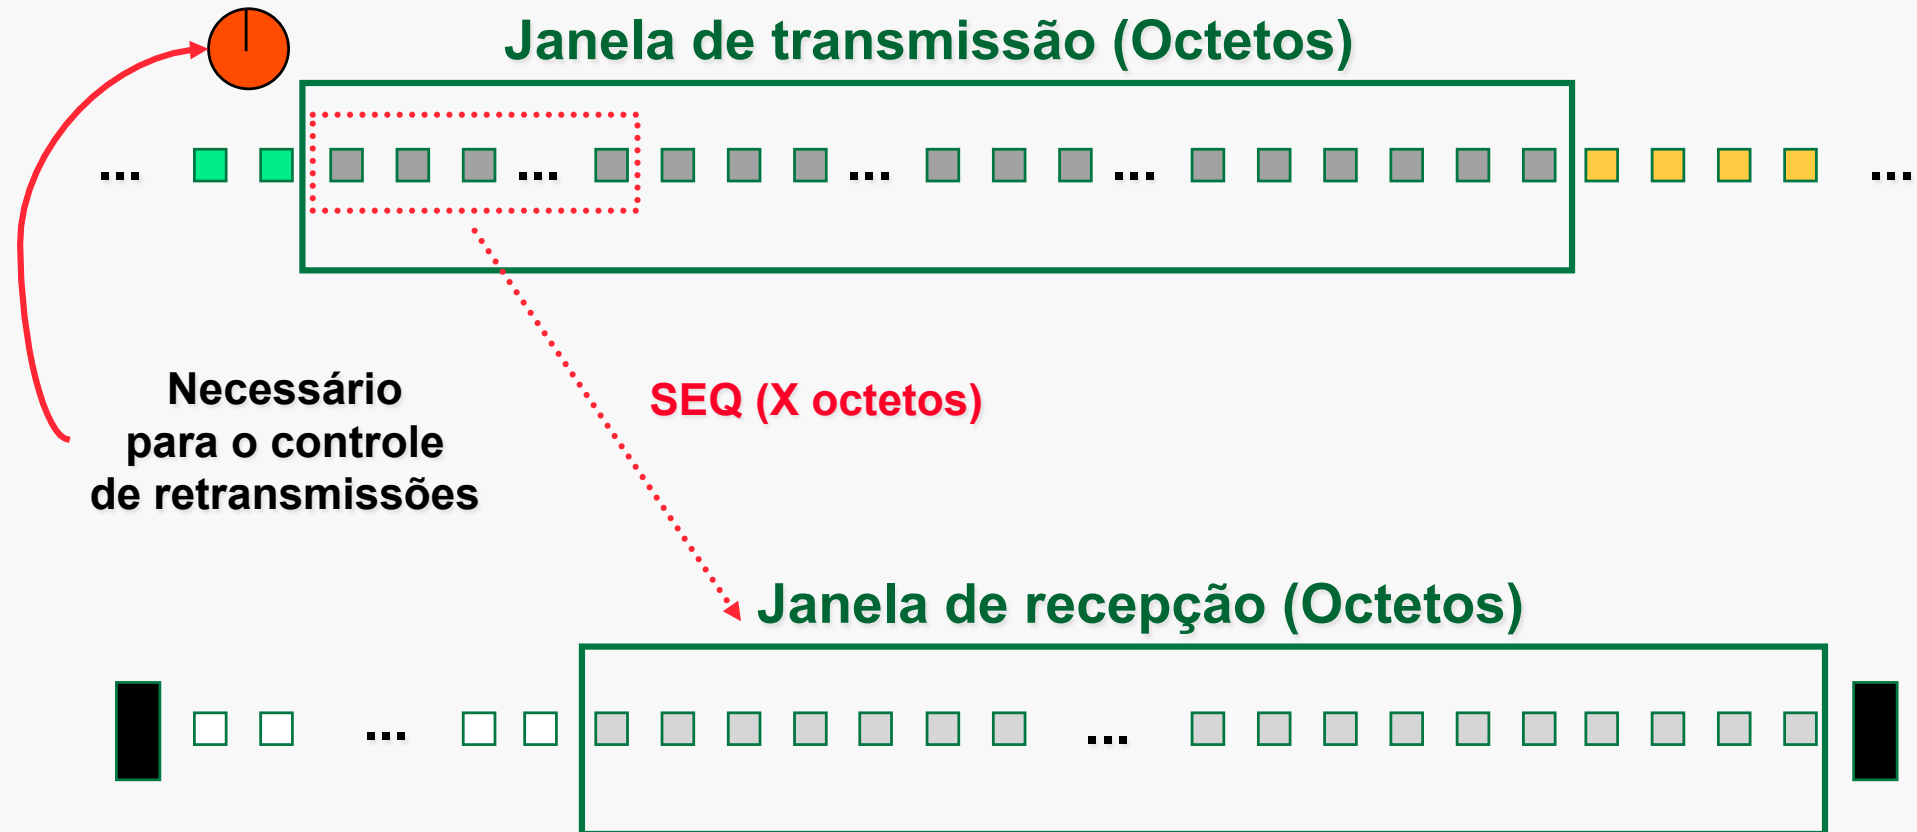 Janela de transmissão (Octetos)
... ... ... ... ...
Necessário
para o controle
de retransmissões
SEQ (X octetos)
Janela de recepção (Octetos)
... ...